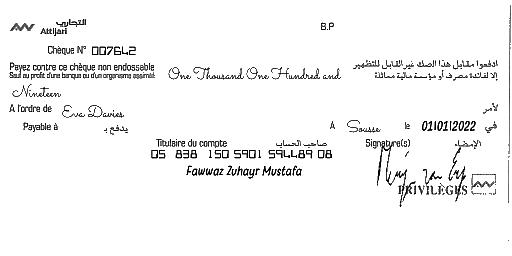 التجاري
Attijari
B.P
Chèque N° 007642
Payez contre ce chèque non endossable
Sauf au profit d'une banque ou d'un organisme assimilé
One Thousand One Hundred and
ادفعوا مقابل هذا الصك غير القابل للتظهير
إلا لفائدة مصرف أو مؤسسة مالية مماثلة
Nineteen
A l'ordre de Eva Davies لأمر
Payable à يدفع بـ A Sousse le 01/01/2022 في
Titulaire du compte صاحب الحساب Signature(s) الإمضاء
05 838 150 5901 594489 08
Fawwaz Zuhayr Mustafa
PRIVILÈGES